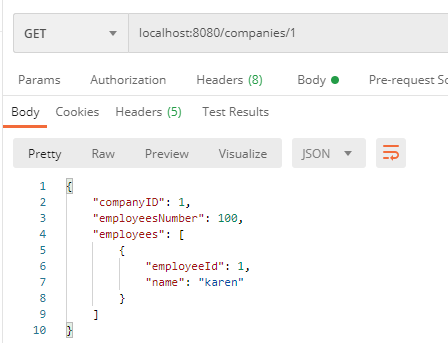 GET localhost:8080/companies/1
Params Authorization Headers (8) Body Pre-request Sc
Body Cookies Headers (5) Test Results
Pretty Raw Preview Visualize JSON
1 {
2 "companyID": 1,
3 "employeesNumber": 100,
4 "employees": [
5 {
6 "employeeId": 1,
7 "name": "karen"
8 }
9 ]
10 }